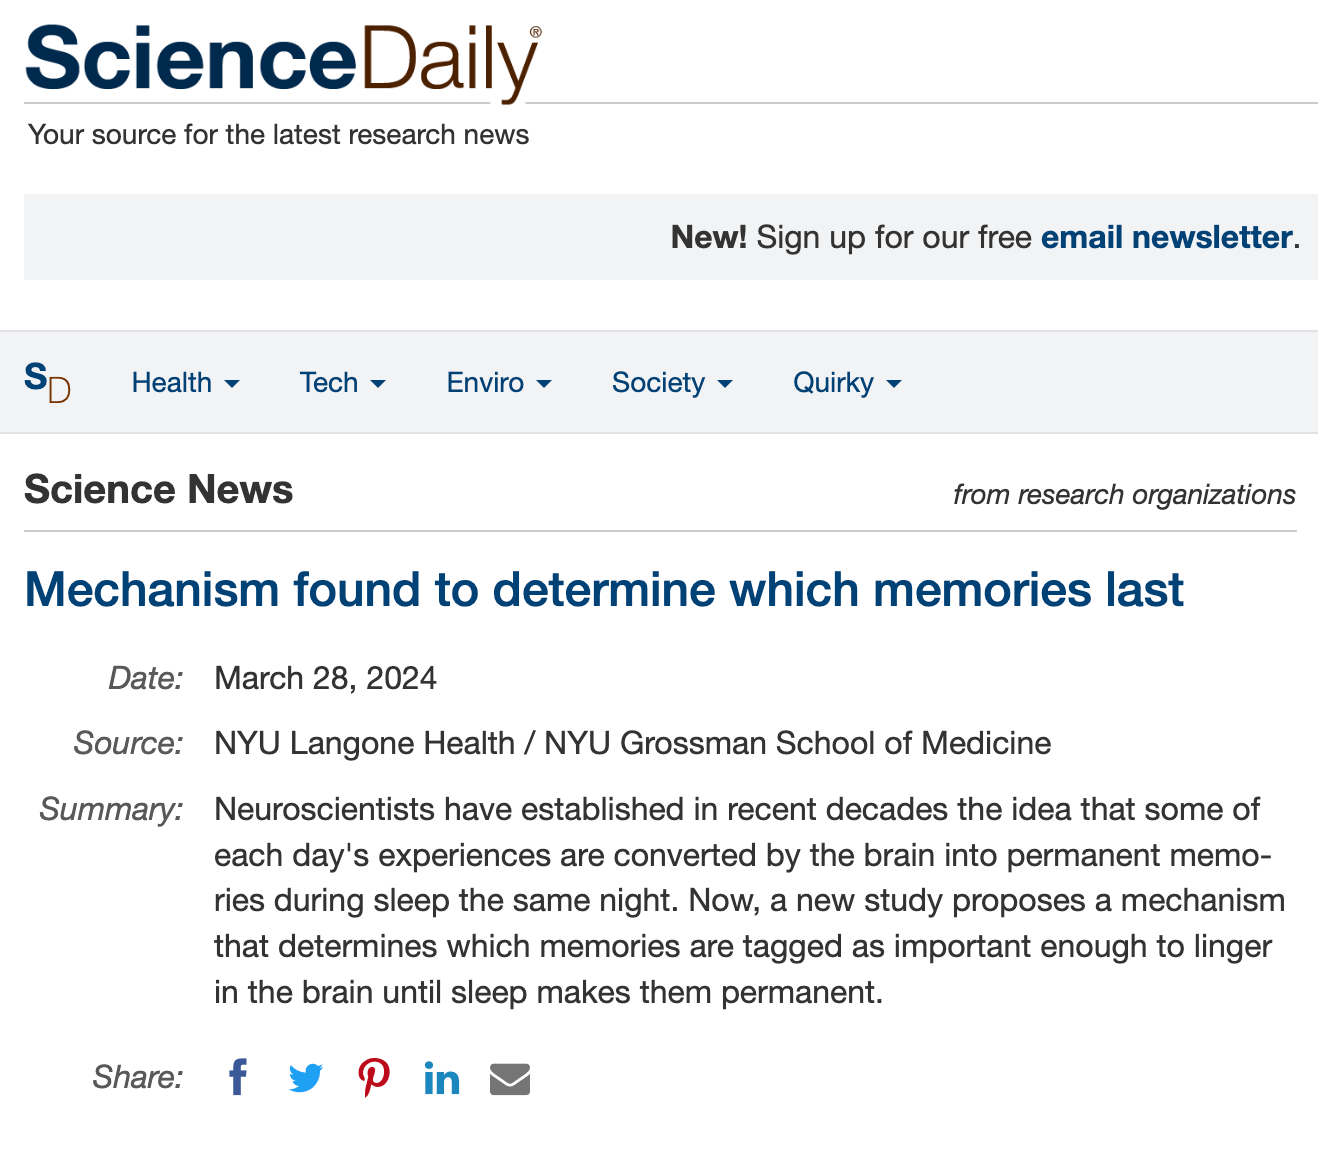 ScienceDaily®
Your source for the latest research news
New! Sign up for our free email newsletter.
SD
Health
Tech
Enviro
Society
Quirky
Science News
from research organizations
Mechanism found to determine which memories last
Date: March 28, 2024
Source: NYU Langone Health / NYU Grossman School of Medicine
Summary: Neuroscientists have established in recent decades the idea that some of
each day's experiences are converted by the brain into permanent memo-
ries during sleep the same night. Now, a new study proposes a mechanism
that determines which memories are tagged as important enough to linger
in the brain until sleep makes them permanent.
Share: